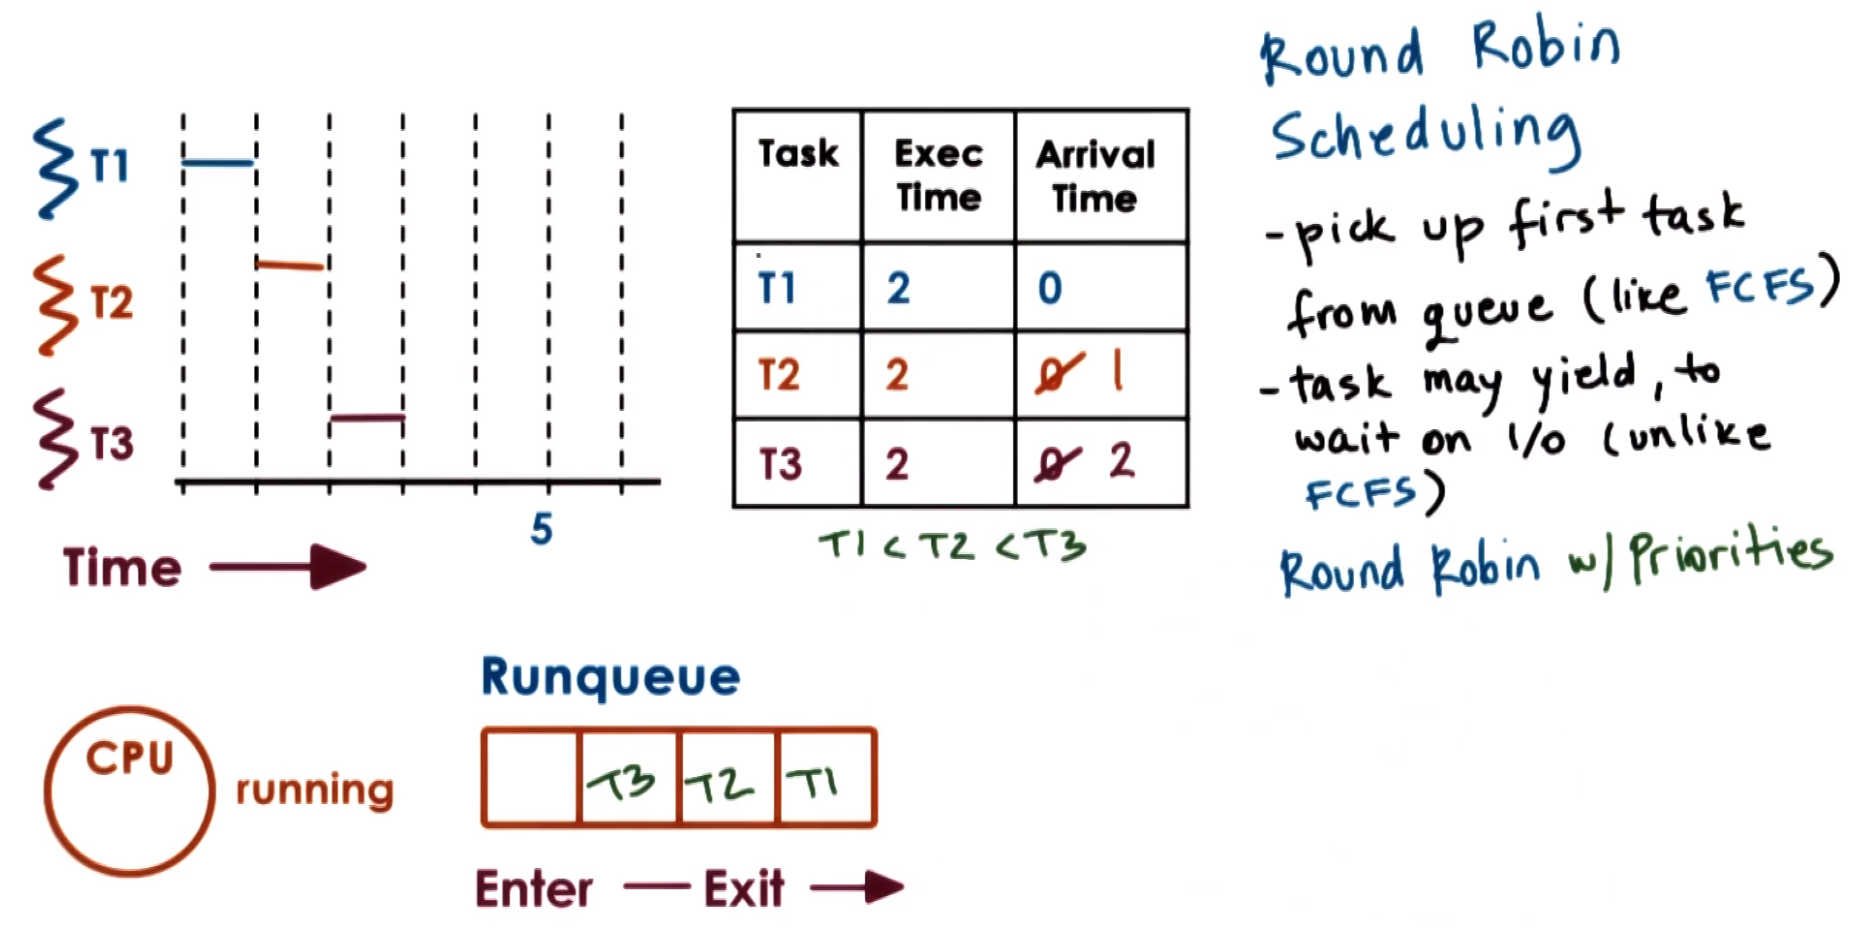 Round Robin
Scheduling
- pick up first task
from queue (like FCFS)
- task may yield, to
wait on I/O (unlike
FCFS)
Round Robin w/ Priorities
T1
T2
T3
5
Time
Task Exec Time Arrival Time
T1 2 0
T2 2 0 1
T3 2 0 2
T1 < T2 < T3
CPU
running
Runqueue
T3 T2 T1
Enter — Exit